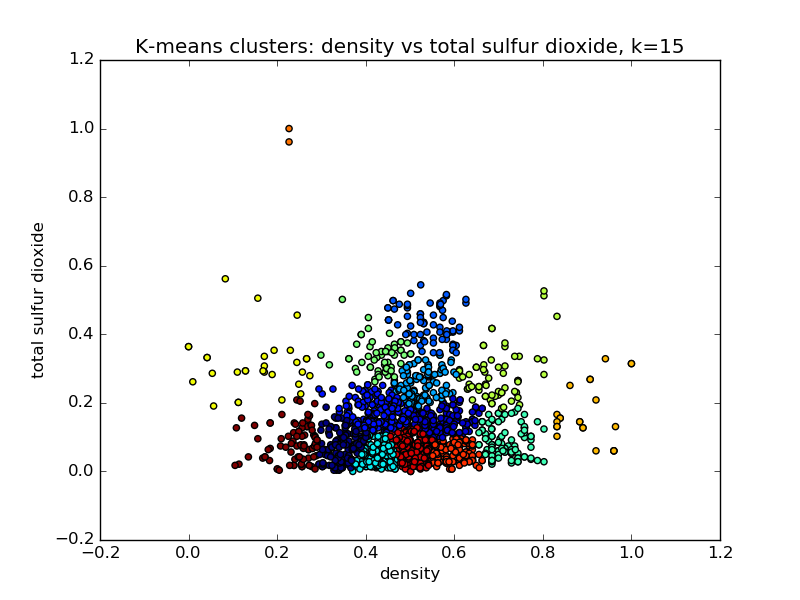 K-means clusters: density vs total sulfur dioxide, k=15
1.2
1.0
0.8
0.6
0.4
0.2
0.0
−0.2
total sulfur dioxide
−0.2 0.0 0.2 0.4 0.6 0.8 1.0 1.2
density